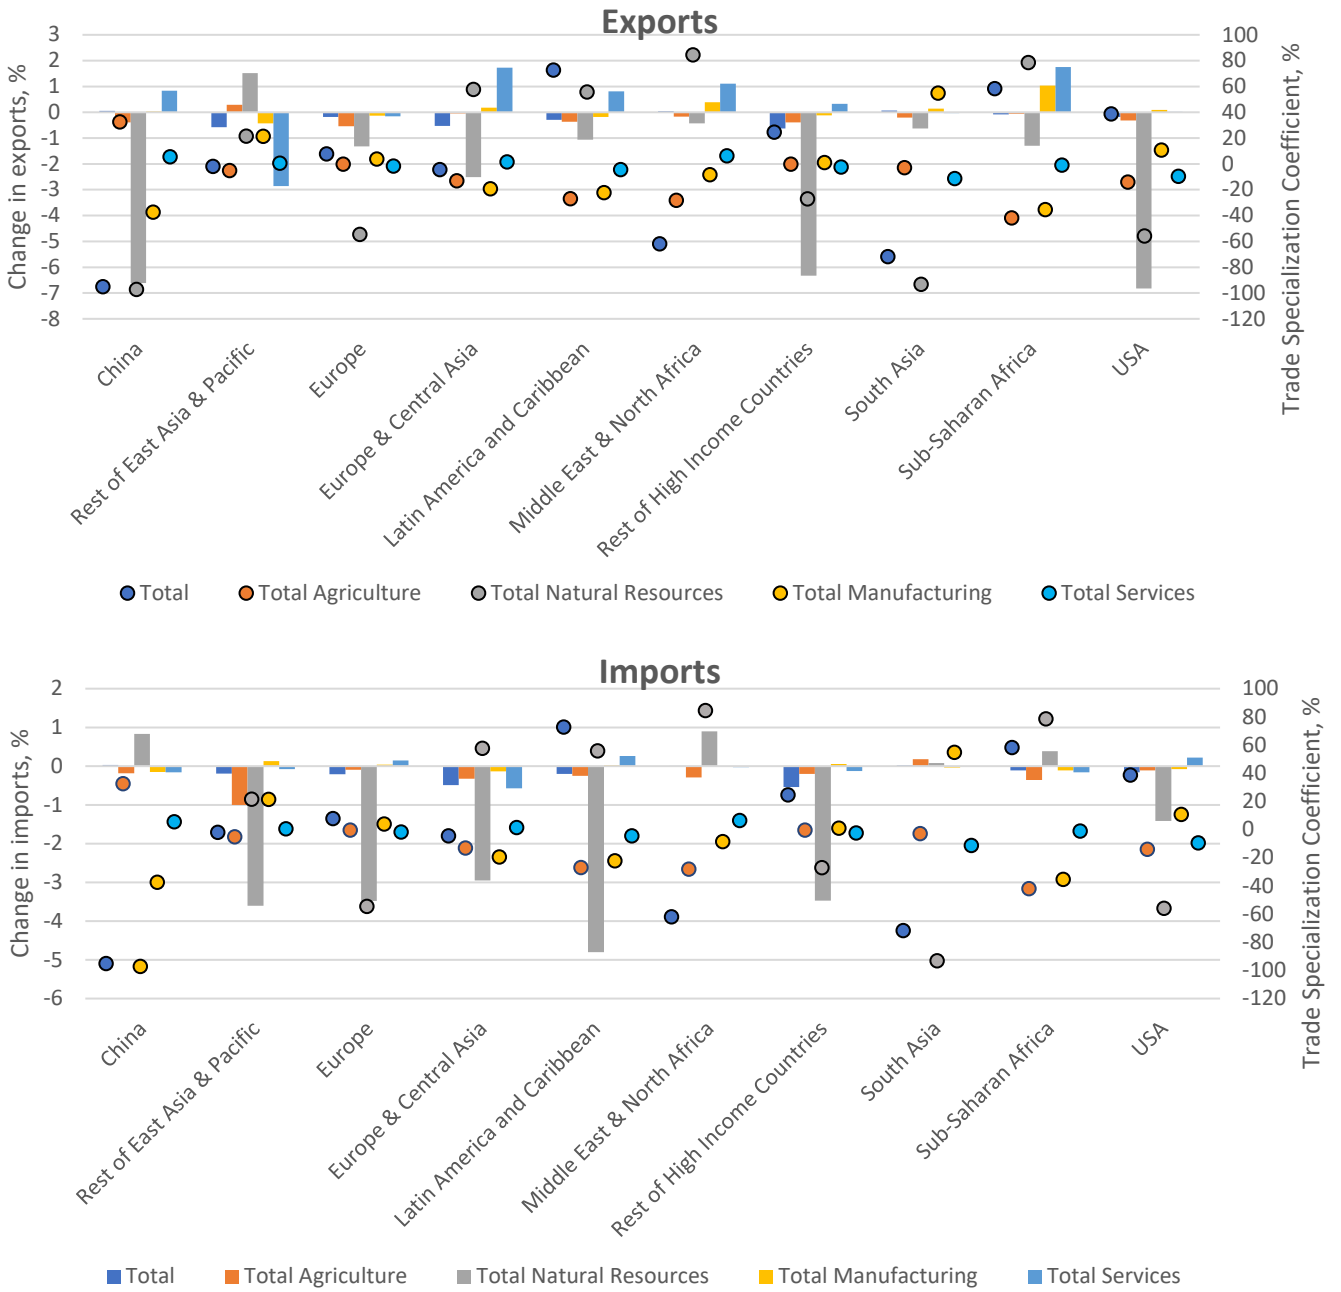 Exports
Change in exports, %
3
2
1
0
-1
-2
-3
-4
-5
-6
-7
-8
100
80
60
40
20
0
-20
-40
-60
-80
-100
-120
Trade Specialization Coefficient, %
China
Rest of East Asia & Pacific
Europe
Europe & Central Asia
Latin America and Caribbean
Middle East & North Africa
Rest of High Income Countries
South Asia
Sub-Saharan Africa
USA
Total Total Agriculture Total Natural Resources Total Manufacturing Total Services
Imports
Change in imports, %
2
1
0
-1
-2
-3
-4
-5
-6
100
80
60
40
20
0
-20
-40
-60
-80
-100
-120
Trade Specialization Coefficient, %
China
Rest of East Asia & Pacific
Europe
Europe & Central Asia
Latin America and Caribbean
Middle East & North Africa
Rest of High Income Countries
South Asia
Sub-Saharan Africa
USA
Total Total Agriculture Total Natural Resources Total Manufacturing Total Services